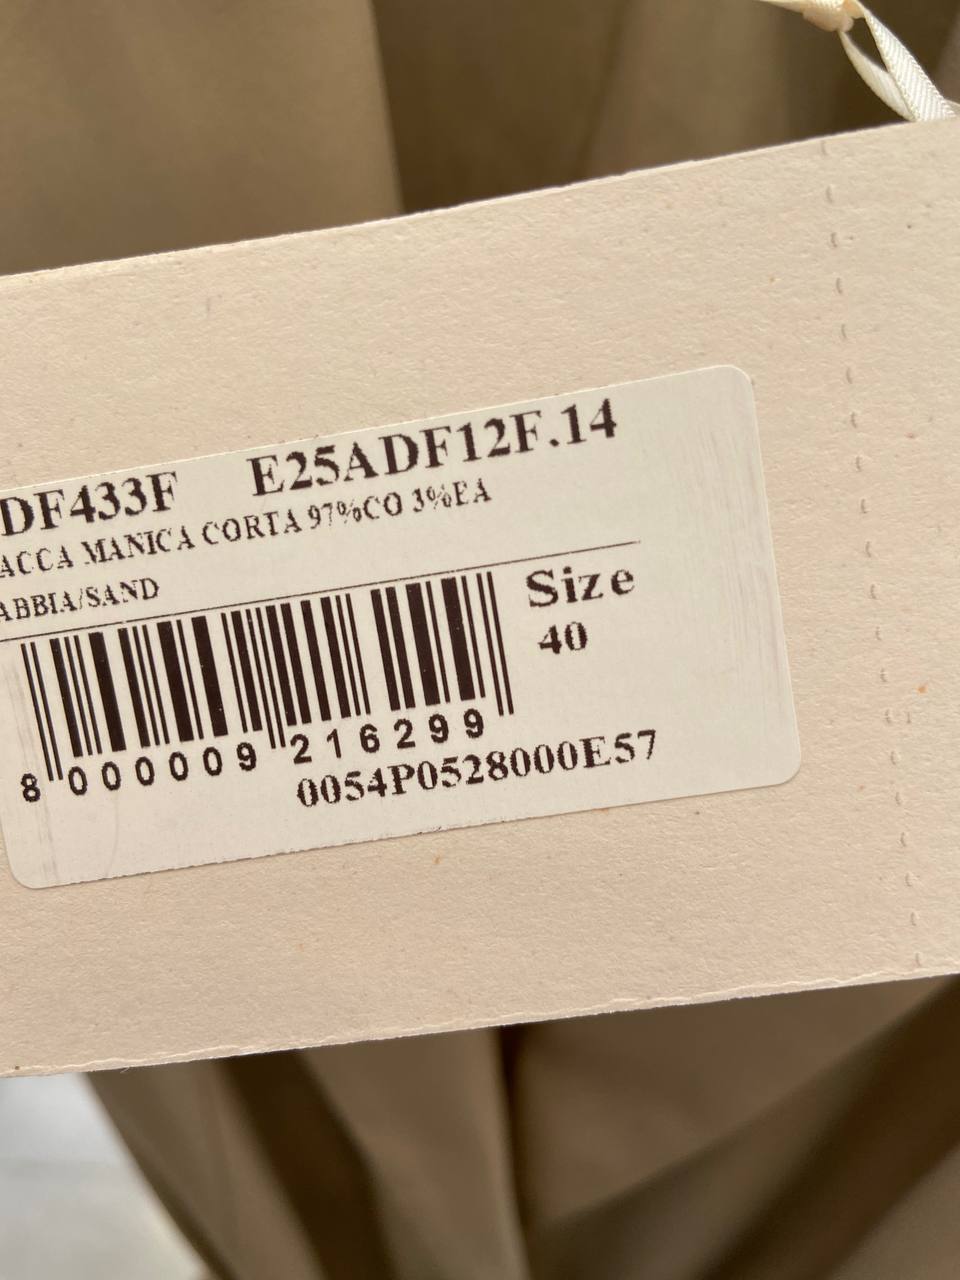 DF433F E25ADF12F.14
ACCA MANICA CORTA 97%CO 3%EA
ABBIA/SAND
Size
40
8 000009 216299
0054P0528000E57